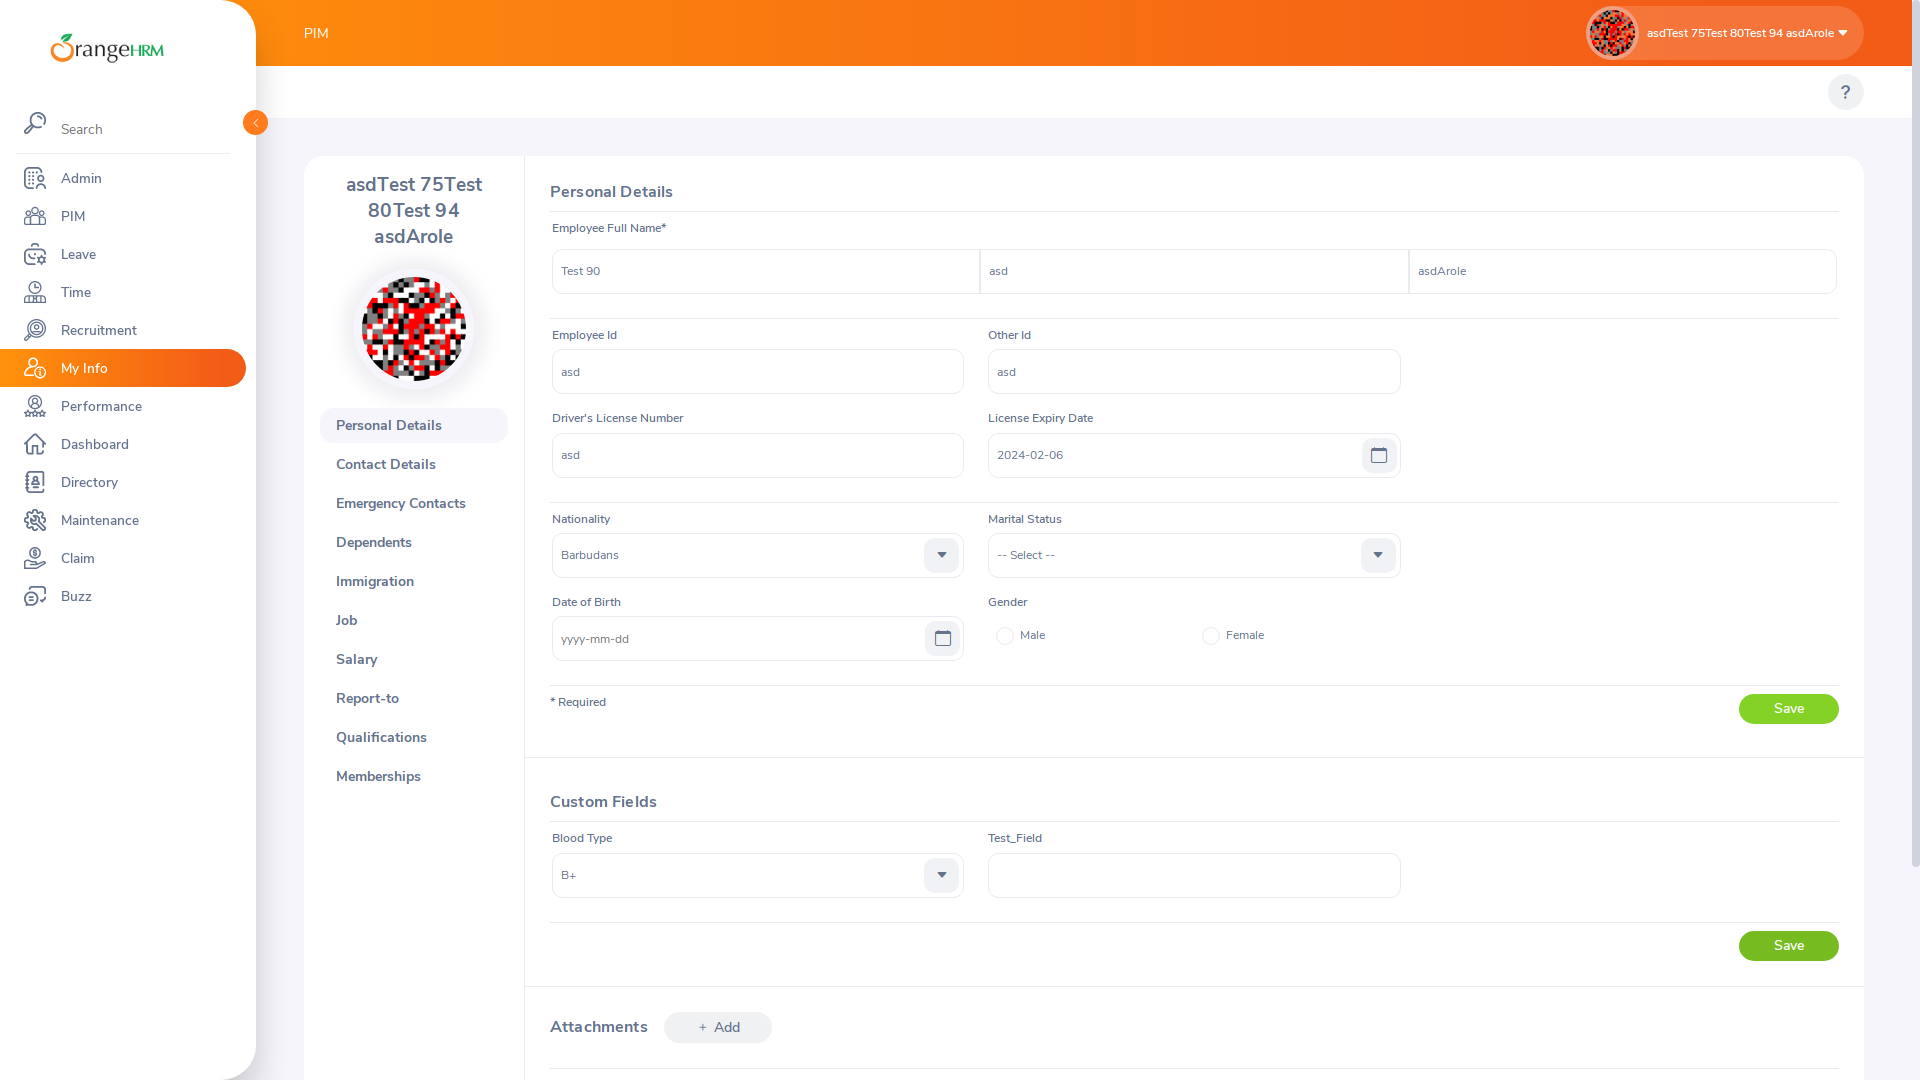 OrangeHRM
Search
Admin
PIM
Leave
Time
Recruitment
My Info
Performance
Dashboard
Directory
Maintenance
Claim
Buzz
PIM
asdTest 75Test 80Test 94 asdArole
?
asdTest 75Test
80Test 94
asdArole
Personal Details
Contact Details
Emergency Contacts
Dependents
Immigration
Job
Salary
Report-to
Qualifications
Memberships
Personal Details
Employee Full Name*
Test 90 asd asdArole
Employee Id Other Id
asd asd
Driver's License Number License Expiry Date
asd 2024-02-06
Nationality Marital Status
Barbudans -- Select --
Date of Birth Gender
yyyy-mm-dd Male Female
* Required Save
Custom Fields
Blood Type Test_Field
B+
Save
Attachments + Add